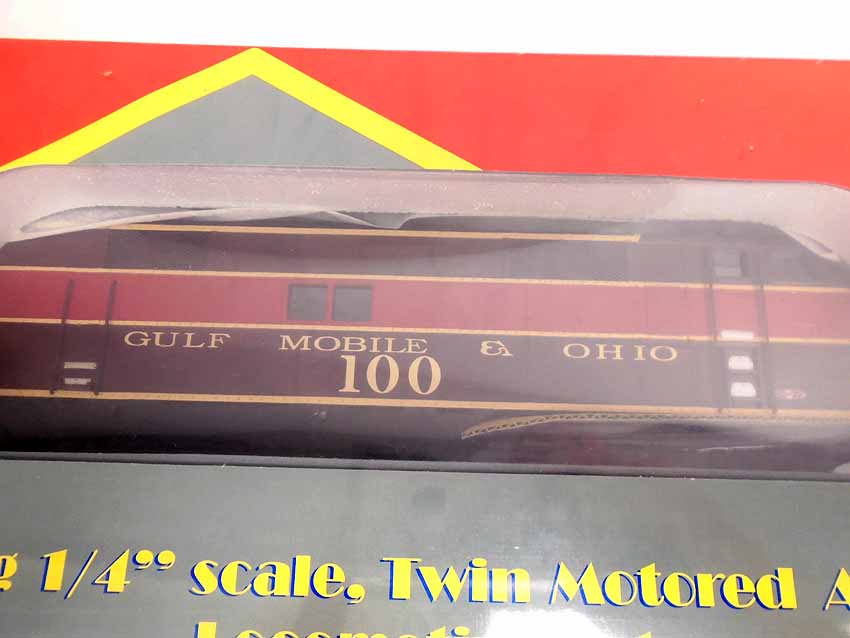 GULF MOBILE & OHIO
100
1/4” scale, Twin Motored